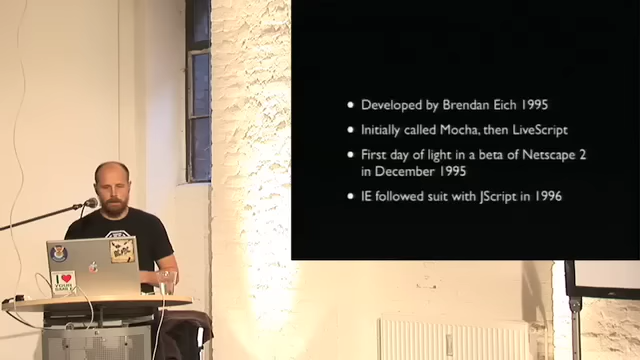 • Developed by Brendan Eich 1995
• Initially called Mocha, then LiveScript
• First day of light in a beta of Netscape 2
in December 1995
• IE followed suit with JScript in 1996
I ♥